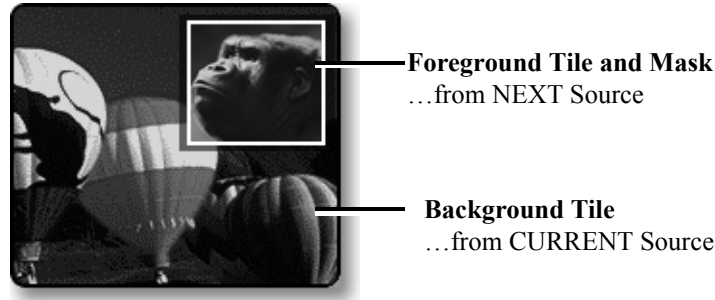 Foreground Tile and Mask
…from NEXT Source
Background Tile
…from CURRENT Source